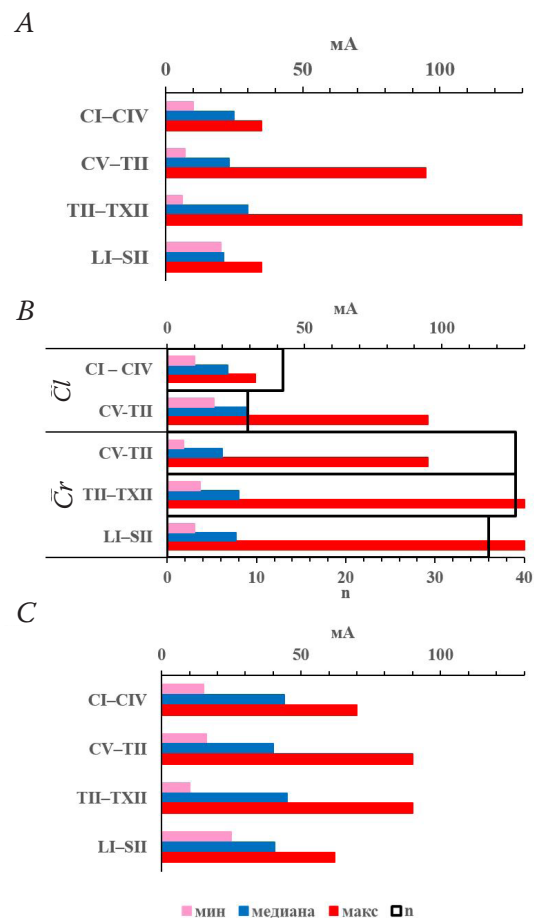 A
мА
0 50 100
CI–CIV
CV–TII
TII–TXII
LI–SII
B
мА
0 50 100
C̄l
CI – CIV
CV-TII
C̄r
CV-TII
TII–TXII
LI–SII
0 10 20 30 40
n
C
мА
0 50 100
CI–CIV
CV–TII
TII–TXII
LI–SII
мин медиана макс n